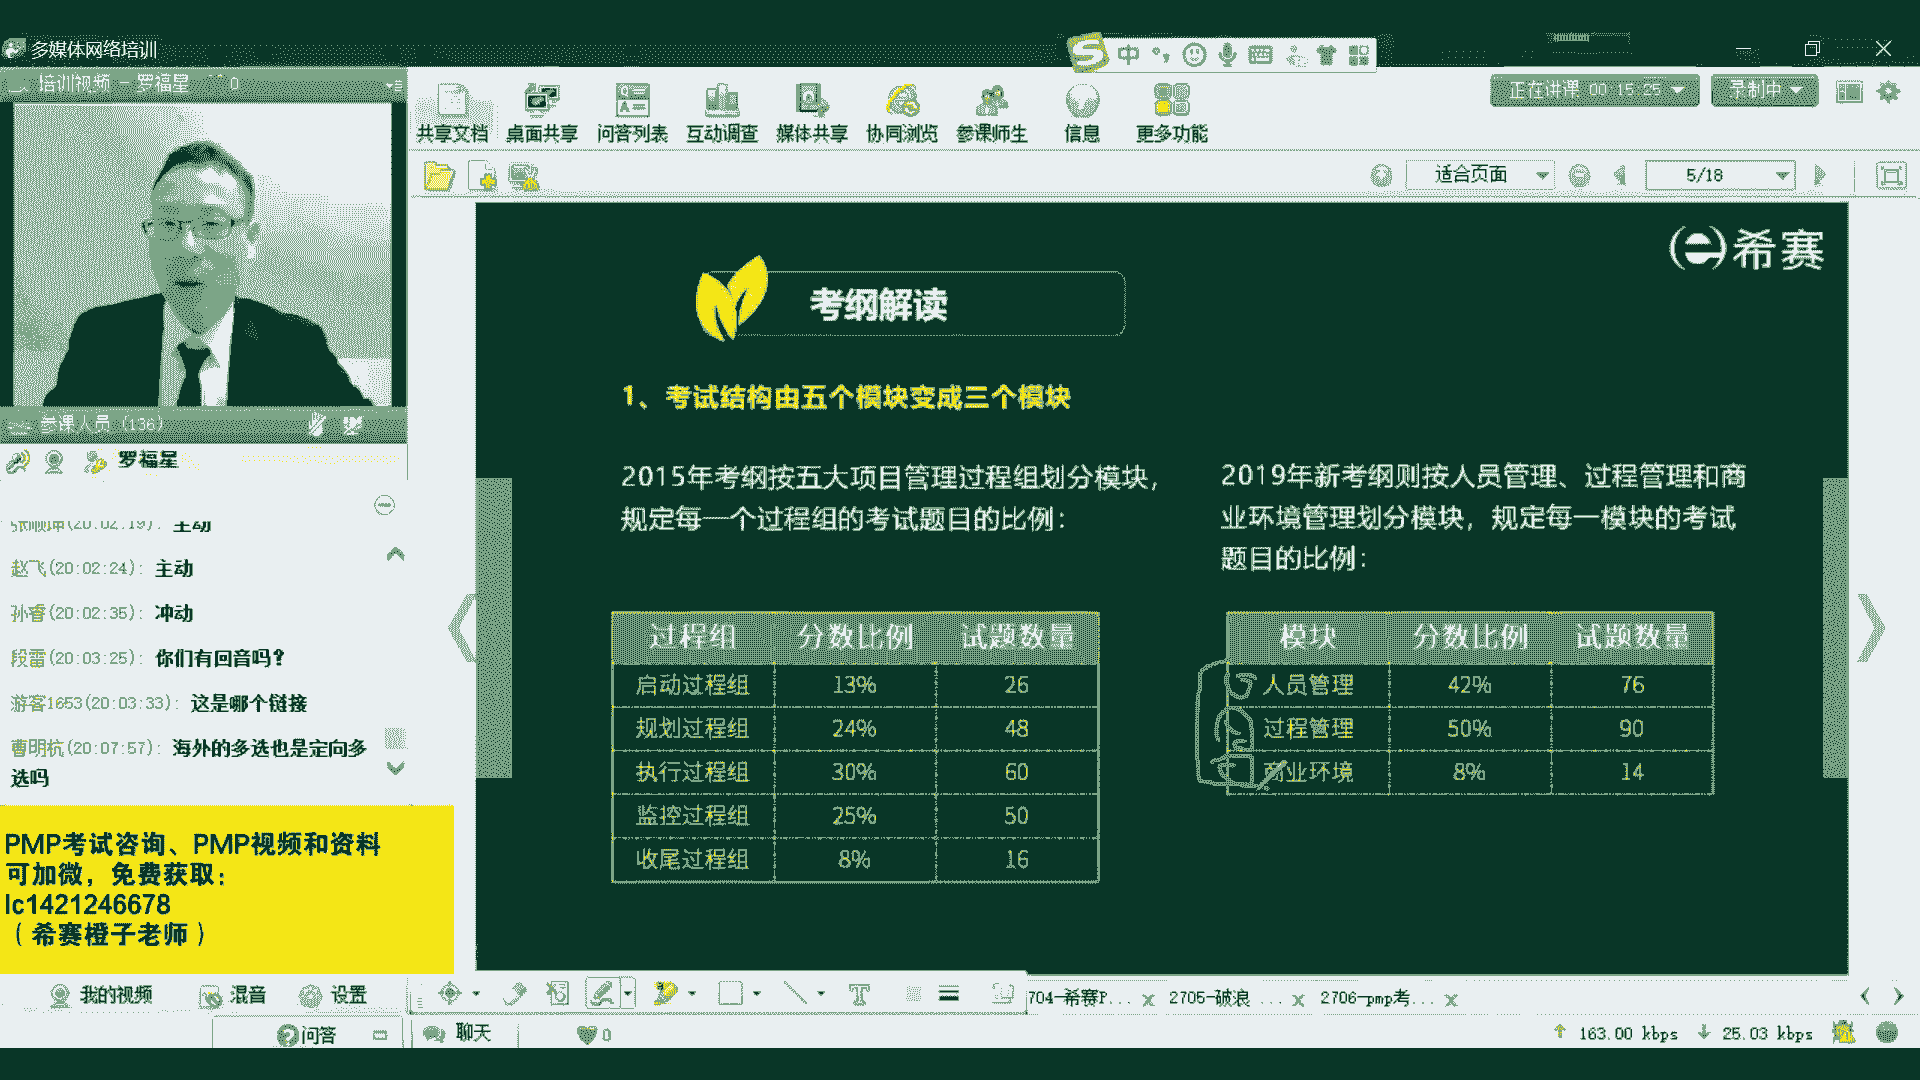 多媒体网络培训
中
培训视频 - 罗福星
0
正在讲课 00:15:25
录制中
共享文档
桌面共享
问答列表
互动调查
媒体共享
协同浏览
参课师生
信息
更多功能
适合页面
5/18
希赛
考纲解读
1、考试结构由五个模块变成三个模块
2015年考纲按五大项目管理过程组划分模块，
规定每一个过程组的考试题目的比例：
2019年新考纲则按人员管理、过程管理和商
业环境管理划分模块，规定每一模块的考试
题目的比例：
过程组 分数比例 试题数量
启动过程组 13% 26
规划过程组 24% 48
执行过程组 30% 60
监控过程组 25% 50
收尾过程组 8% 16
模块 分数比例 试题数量
人员管理 42% 76
过程管理 50% 90
商业环境 8% 14
参课人员 (136)
罗福星
张顺坤(20:02:19): 主动
赵飞(20:02:24): 主动
孙睿(20:02:35): 冲动
段雷(20:03:25): 你们有回音吗?
游客1653(20:03:33): 这是哪个链接
曹明杭(20:07:57): 海外的多选也是定向多
选吗
PMP考试咨询、PMP视频和资料
可加微，免费获取：
lc1421246678
（希赛橙子老师）
我的视频
混音
设置
704-希赛P...
2705-破浪 ...
2706-pmp考...
问答
聊天
0
163.00 kbps
25.03 kbps